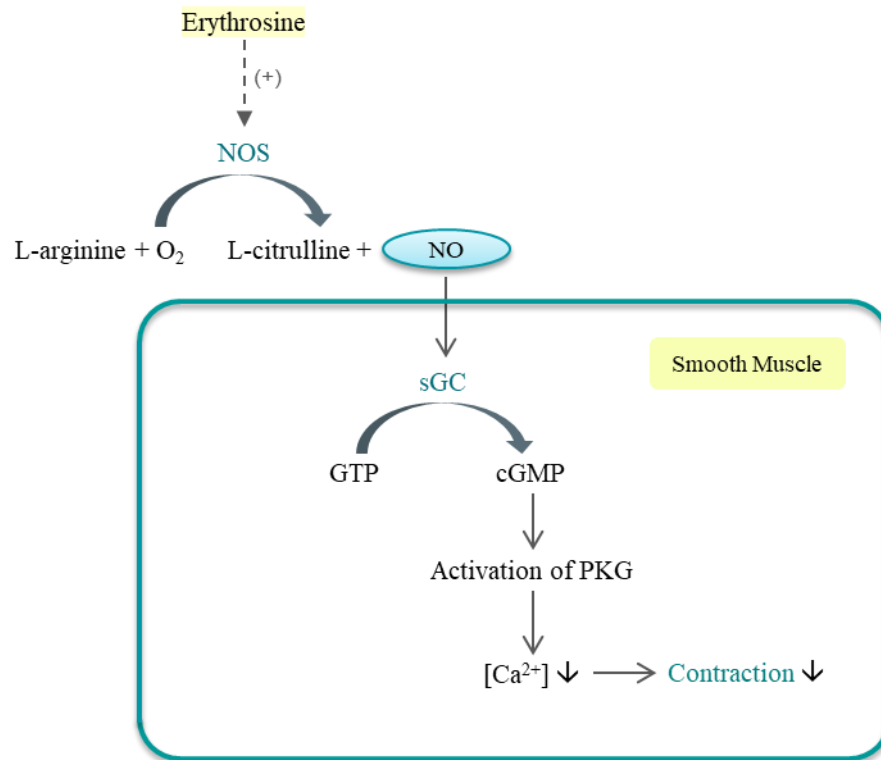 Erythrosine
(+)
NOS
L-arginine + O₂ L-citrulline + NO
sGC
Smooth Muscle
GTP cGMP
Activation of PKG
[Ca²⁺] ↓ Contraction ↓